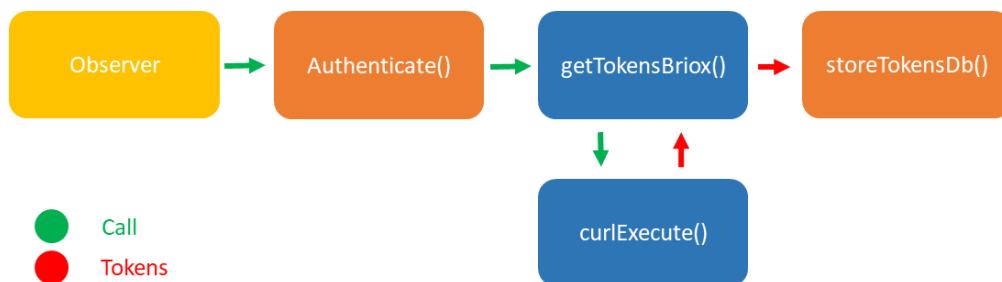 Observer
Authenticate()
getTokensBriox()
storeTokensDb()
curlExecute()
Call
Tokens